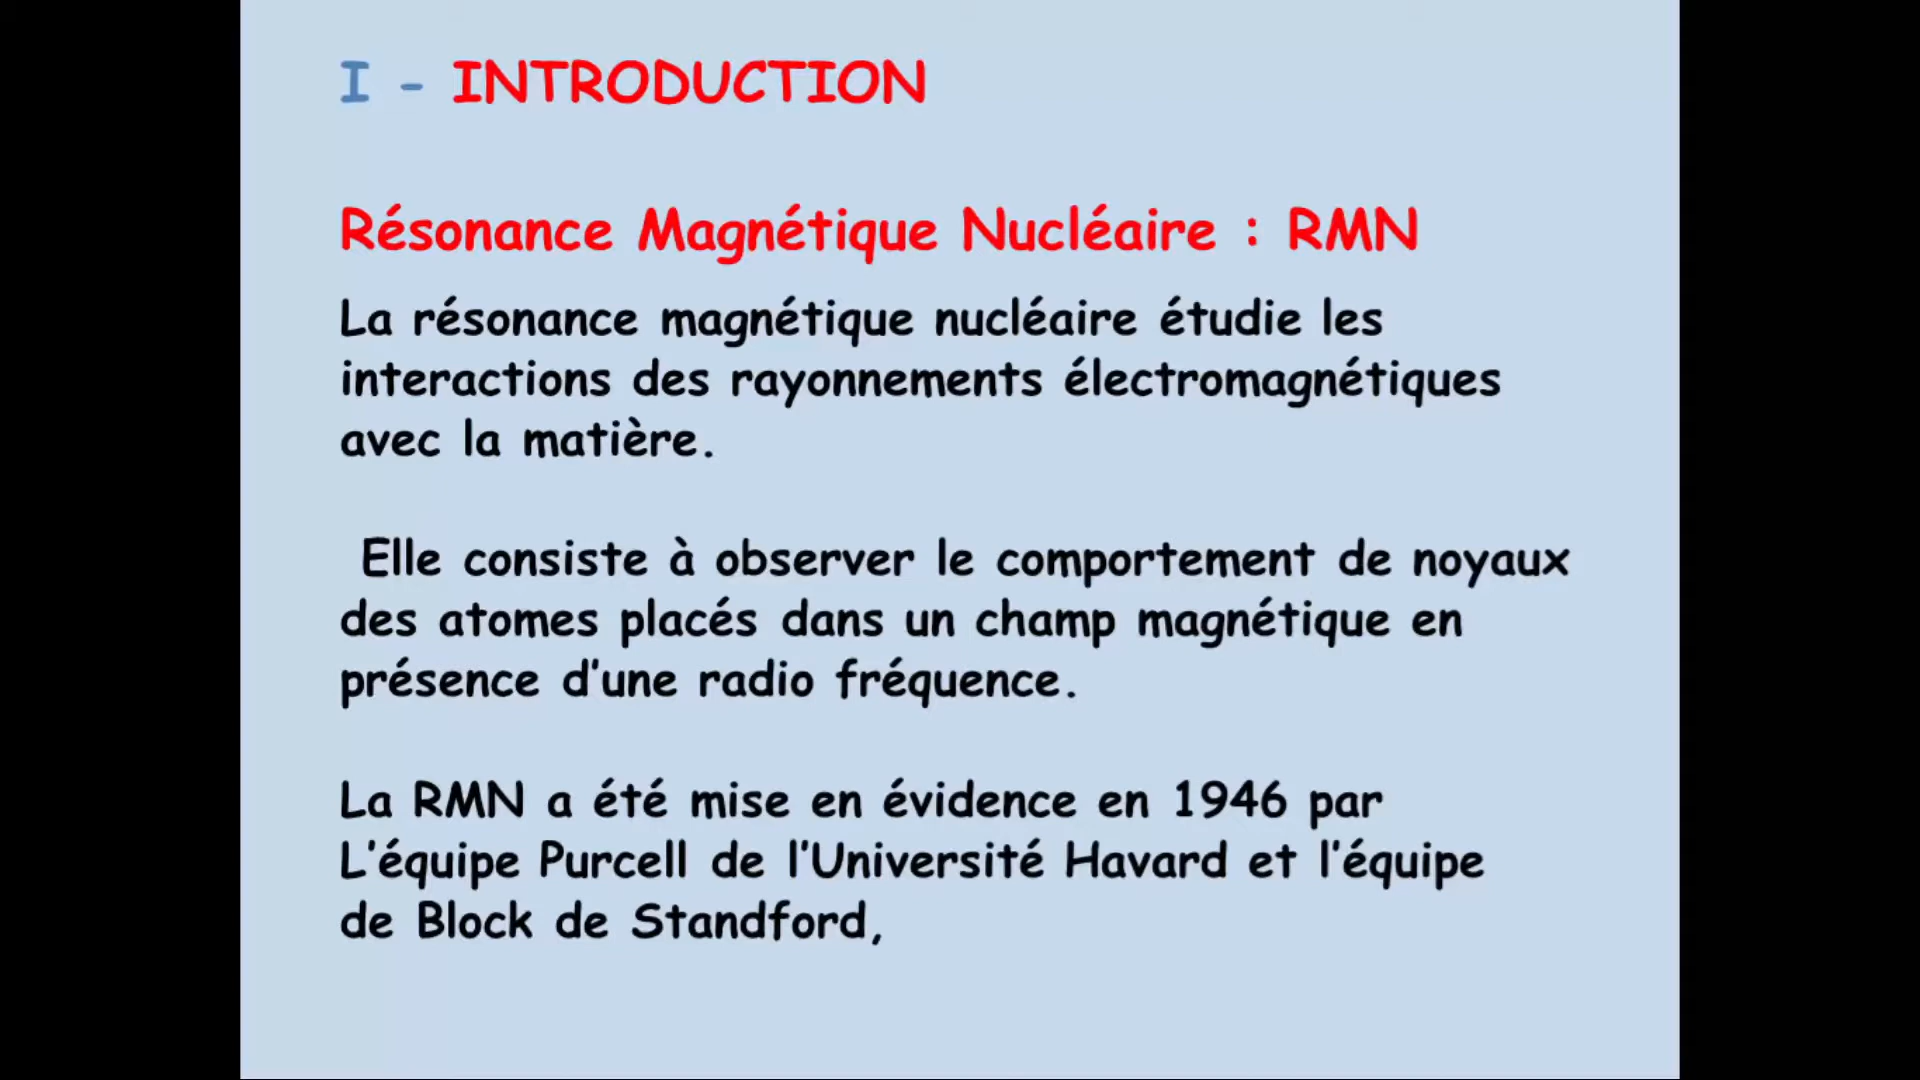 I - INTRODUCTION
Résonance Magnétique Nucléaire : RMN
La résonance magnétique nucléaire étudie les
interactions des rayonnements électromagnétiques
avec la matière.
Elle consiste à observer le comportement de noyaux
des atomes placés dans un champ magnétique en
présence d'une radio fréquence.
La RMN a été mise en évidence en 1946 par
L'équipe Purcell de l'Université Havard et l'équipe
de Block de Standford,